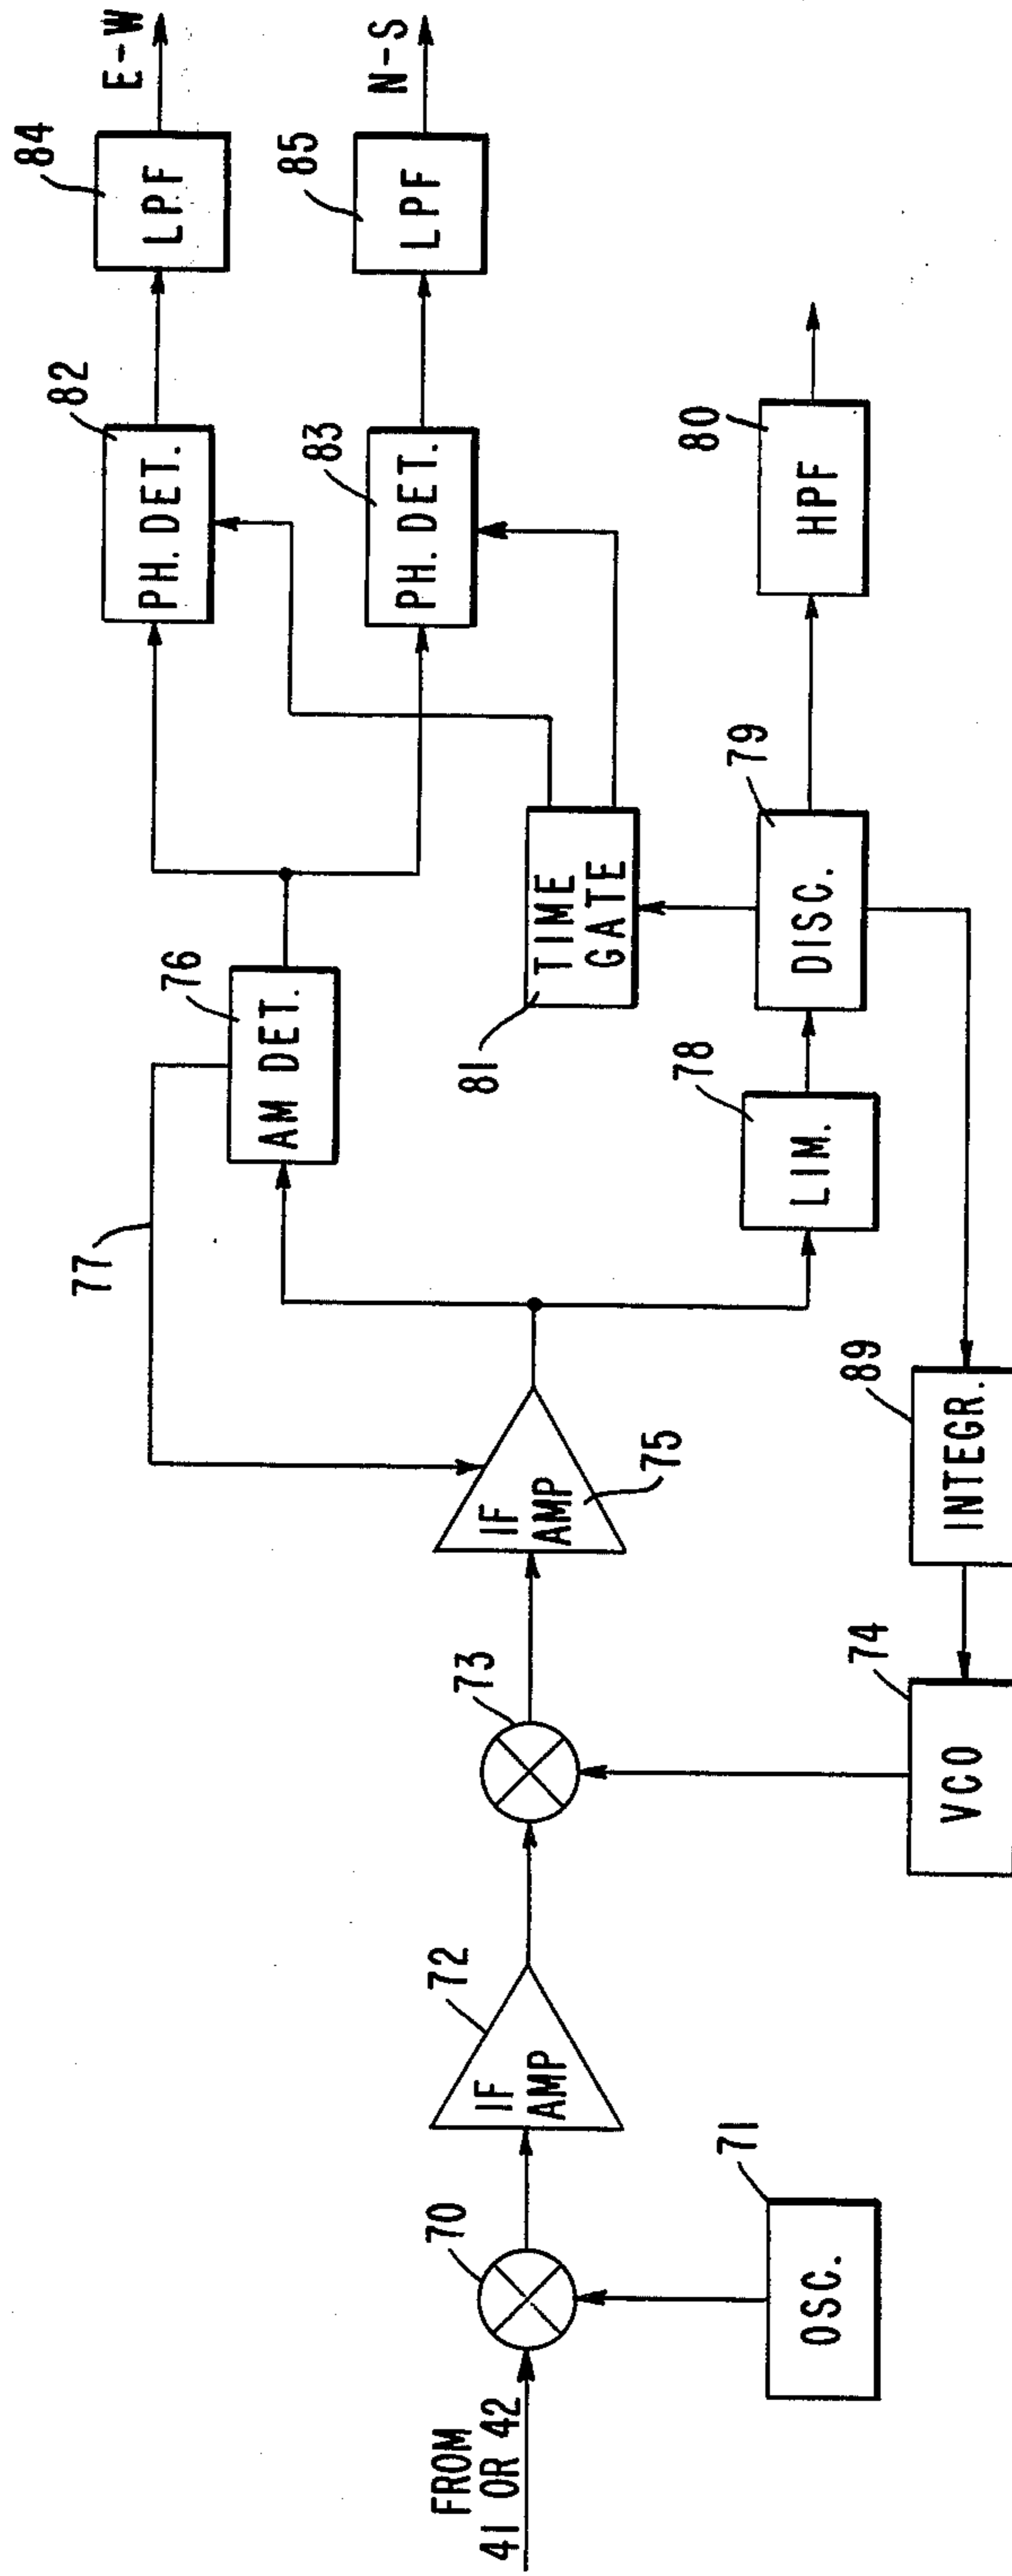 FROM
41 OR 42
70
OSC.
71
IF
AMP
72
73
VCO
74
IF
AMP
75
INTEGR.
89
77
AM DET.
76
LIM.
78
TIME
GATE
81
DISC.
79
PH. DET.
82
PH. DET.
83
HPF
80
LPF
84
E-W
LPF
85
N-S